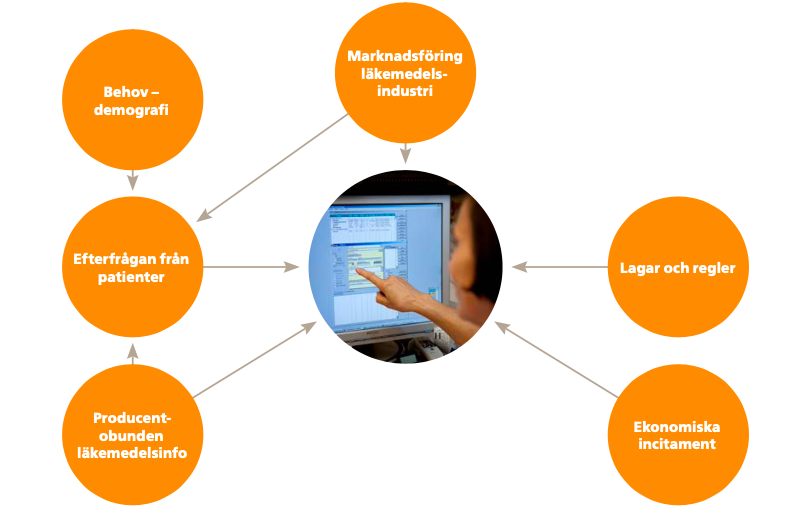 Marknadsföring
läkemedels-
industri
Behov –
demografi
Efterfrågan från
patienter
Lagar och regler
Producent-
obunden
läkemedelsinfo
Ekonomiska
incitament